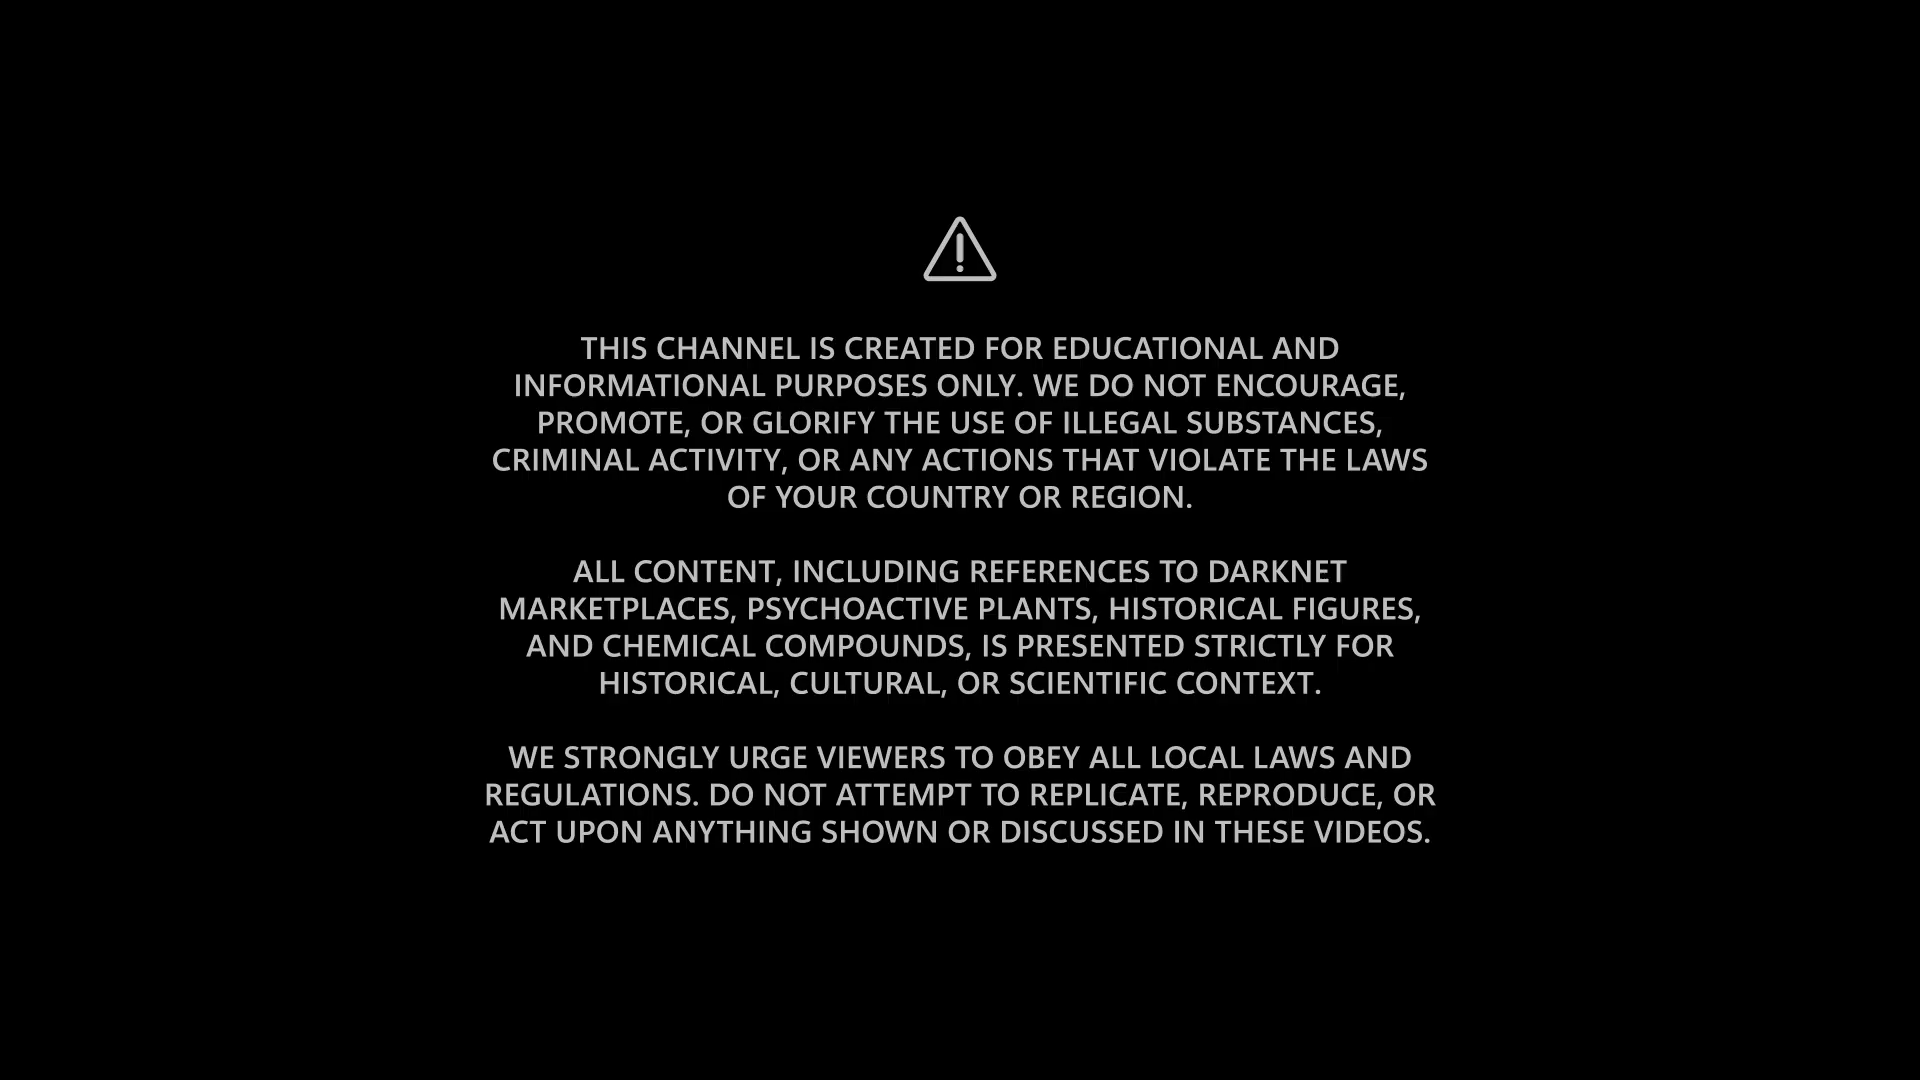 THIS CHANNEL IS CREATED FOR EDUCATIONAL AND
INFORMATIONAL PURPOSES ONLY. WE DO NOT ENCOURAGE,
PROMOTE, OR GLORIFY THE USE OF ILLEGAL SUBSTANCES,
CRIMINAL ACTIVITY, OR ANY ACTIONS THAT VIOLATE THE LAWS
OF YOUR COUNTRY OR REGION.
ALL CONTENT, INCLUDING REFERENCES TO DARKNET
MARKETPLACES, PSYCHOACTIVE PLANTS, HISTORICAL FIGURES,
AND CHEMICAL COMPOUNDS, IS PRESENTED STRICTLY FOR
HISTORICAL, CULTURAL, OR SCIENTIFIC CONTEXT.
WE STRONGLY URGE VIEWERS TO OBEY ALL LOCAL LAWS AND
REGULATIONS. DO NOT ATTEMPT TO REPLICATE, REPRODUCE, OR
ACT UPON ANYTHING SHOWN OR DISCUSSED IN THESE VIDEOS.